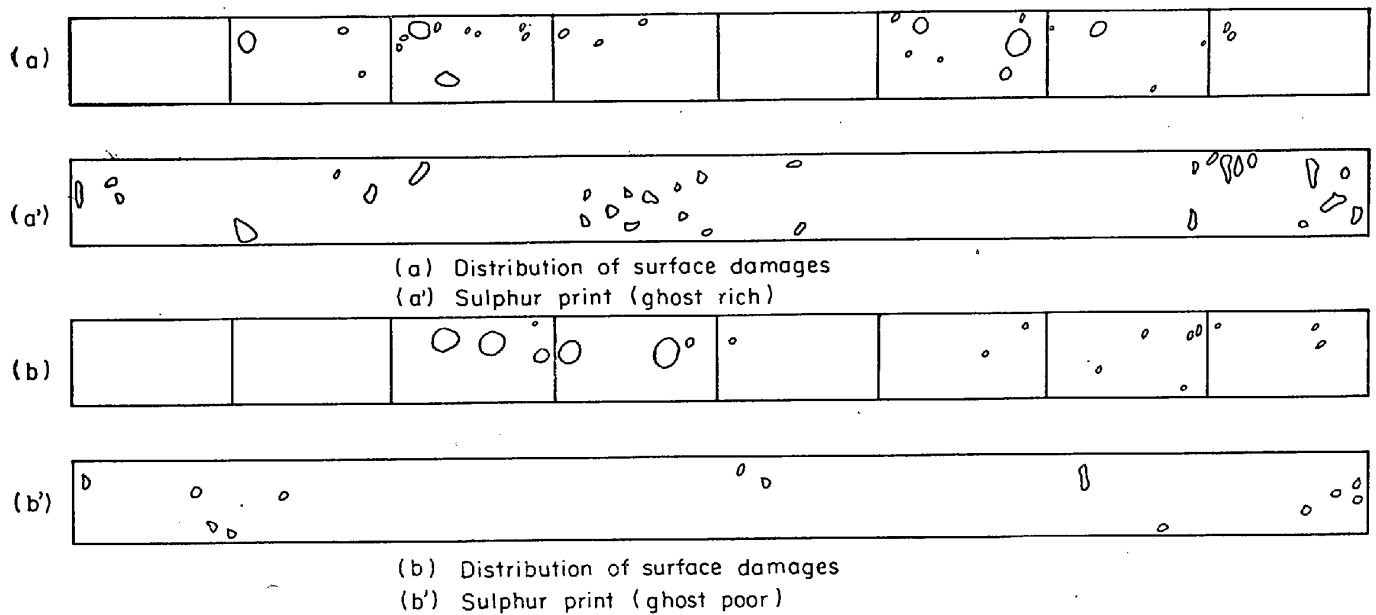 (a)
(a')
(a) Distribution of surface damages
(a') Sulphur print (ghost rich)
(b)
(b')
(b) Distribution of surface damages
(b') Sulphur print (ghost poor)